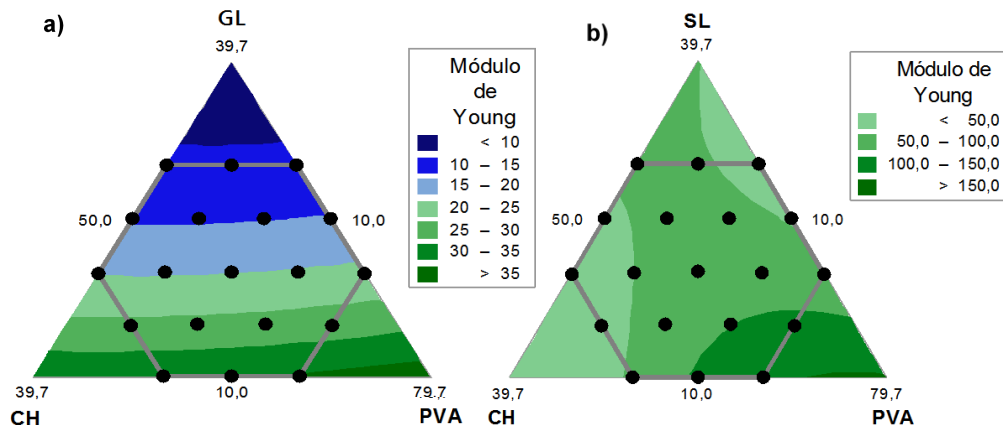 a)
GL
39,7
50,0
10,0
39,7
10,0
79,7
CH
PVA
Módulo
de
Young
< 10
10 – 15
15 – 20
20 – 25
25 – 30
30 – 35
> 35
b)
SL
39,7
50,0
10,0
39,7
10,0
79,7
CH
PVA
Módulo de
Young
< 50,0
50,0 – 100,0
100,0 – 150,0
> 150,0